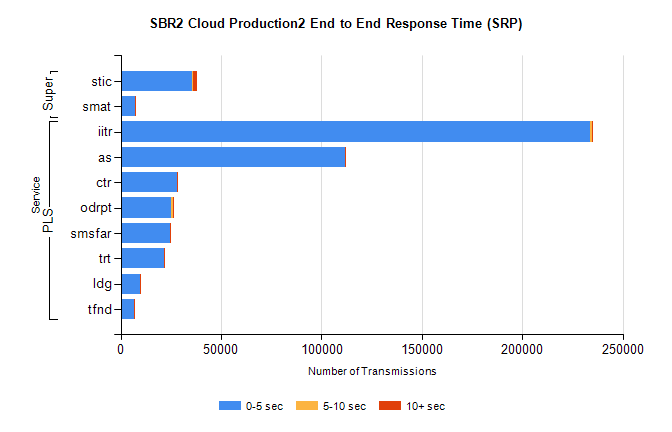 SBR2 Cloud Production2 End to End Response Time (SRP)
Service
Super
PLS
stic
smat
iitr
as
ctr
odrpt
smsfar
trt
ldg
tfnd
0 50000 100000 150000 200000 250000
Number of Transmissions
0-5 sec 5-10 sec 10+ sec